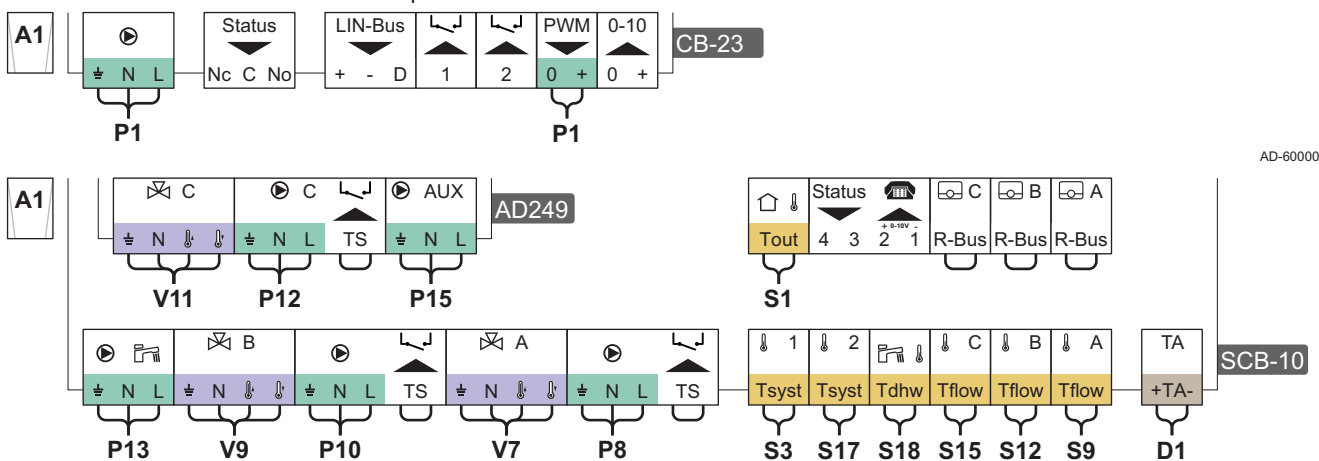 A1 Status LIN-Bus PWM 0-10 CB-23
N L Nc C No + - D 1 2 0 + 0 +
P1 P1
AD-60000
A1 C C AUX AD249 Status C B A
N N L TS N L Tout 4 3 + 0-10V - 2 1 R-Bus R-Bus R-Bus
V11 P12 P15 S1
B A 1 2 C B A TA SCB-10
N L N N L TS N N L TS Tsyst Tsyst Tdhw Tflow Tflow Tflow +TA-
P13 V9 P10 V7 P8 S3 S17 S18 S15 S12 S9 D1